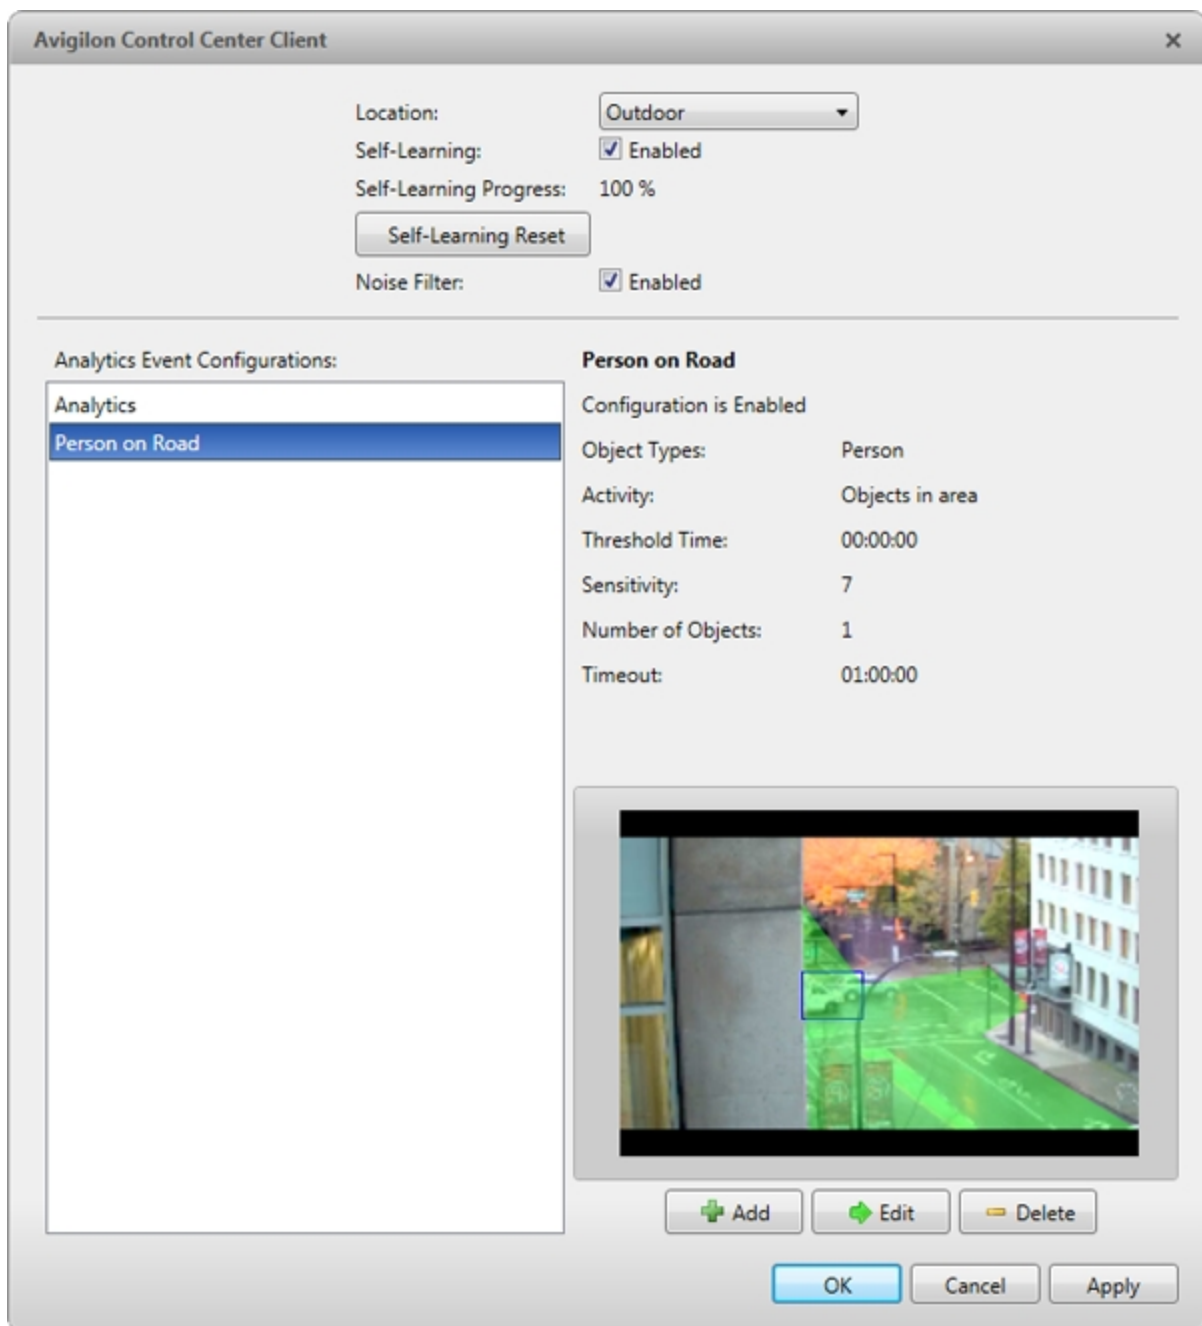 Avigilon Control Center Client
Location: Outdoor
Self-Learning: Enabled
Self-Learning Progress: 100 %
Self-Learning Reset
Noise Filter: Enabled
Analytics Event Configurations:
Analytics
Person on Road
Person on Road
Configuration is Enabled
Object Types: Person
Activity: Objects in area
Threshold Time: 00:00:00
Sensitivity: 7
Number of Objects: 1
Timeout: 01:00:00
Add Edit Delete
OK Cancel Apply